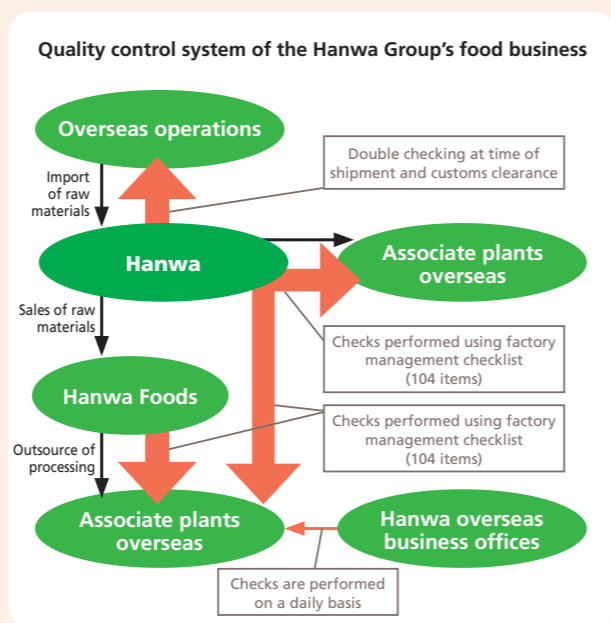 Quality control system of the Hanwa Group's food business
Overseas operations
Import
of raw
materials
Double checking at time of
shipment and customs clearance
Hanwa
Associate plants
overseas
Sales of raw
materials
Checks performed using factory
management checklist
(104 items)
Hanwa Foods
Checks performed using factory
management checklist
(104 items)
Outsource of
processing
Associate plants
overseas
Hanwa overseas
business offices
Checks are performed
on a daily basis